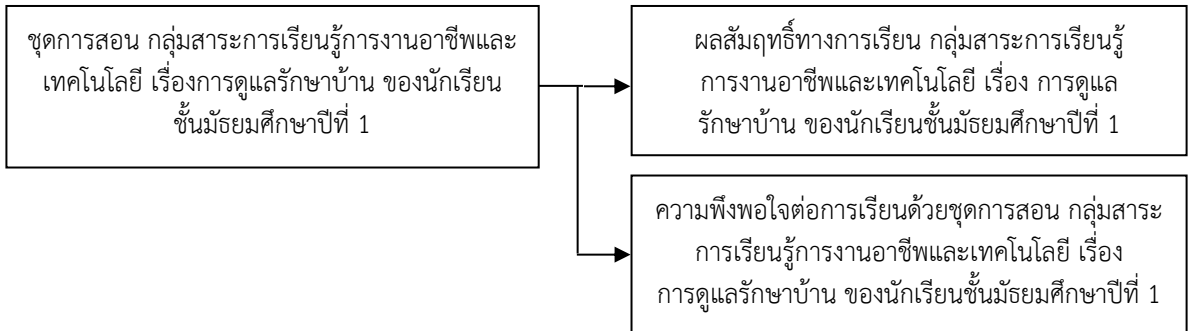 ชุดการสอน กลุ่มสาระการเรียนรู้การงานอาชีพและ
เทคโนโลยี เรื่องการดูแลรักษาบ้าน ของนักเรียน
ชั้นมัธยมศึกษาปีที่ 1
ผลสัมฤทธิ์ทางการเรียน กลุ่มสาระการเรียนรู้
การงานอาชีพและเทคโนโลยี เรื่อง การดูแล
รักษาบ้าน ของนักเรียนชั้นมัธยมศึกษาปีที่ 1
ความพึงพอใจต่อการเรียนด้วยชุดการสอน กลุ่มสาระ
การเรียนรู้การงานอาชีพและเทคโนโลยี เรื่อง
การดูแลรักษาบ้าน ของนักเรียนชั้นมัธยมศึกษาปีที่ 1